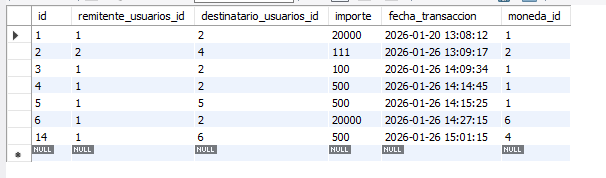 id remitente_usuarios_id destinatario_usuarios_id importe fecha_transaccion moneda_id
1 1 2 20000 2026-01-20 13:08:12 1
2 2 4 111 2026-01-26 13:09:17 2
3 1 2 100 2026-01-26 14:09:34 1
4 1 2 500 2026-01-26 14:14:45 1
5 1 5 500 2026-01-26 14:15:25 1
6 1 2 20000 2026-01-26 14:27:15 6
14 1 6 500 2026-01-26 15:01:15 4
NULL NULL NULL NULL NULL NULL